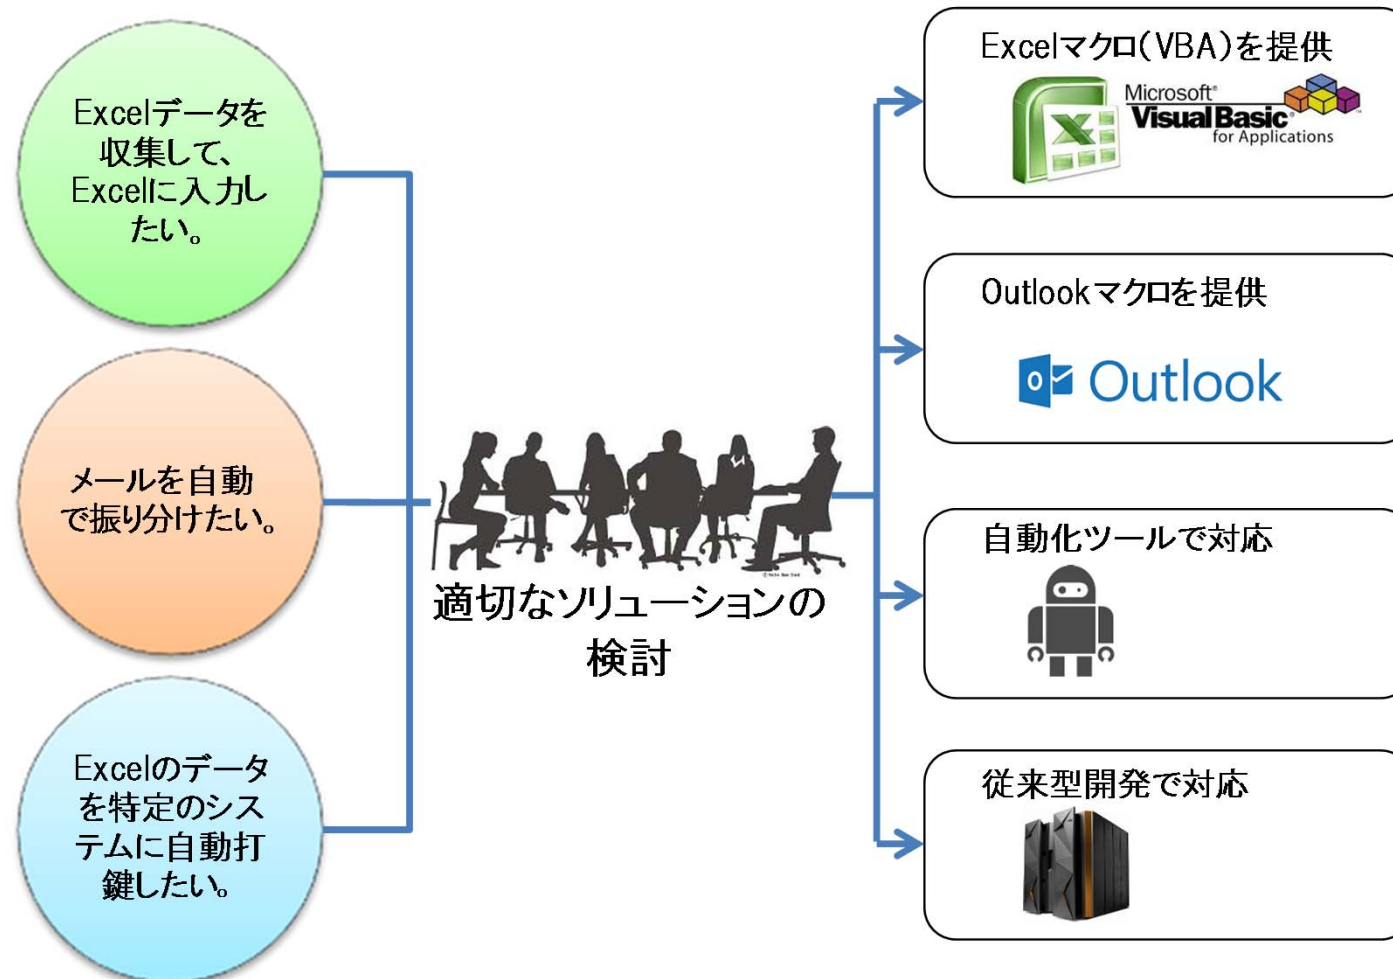 Excelデータを
収集して、
Excelに入力し
たい。
メールを自動
で振り分けたい。
Excelのデータ
を特定のシス
テムに自動打
鍵したい。
適切なソリューションの
検討
Excelマクロ(VBA)を提供
Microsoft®
Visual Basic®
for Applications
Outlookマクロを提供
Outlook
自動化ツールで対応
従来型開発で対応